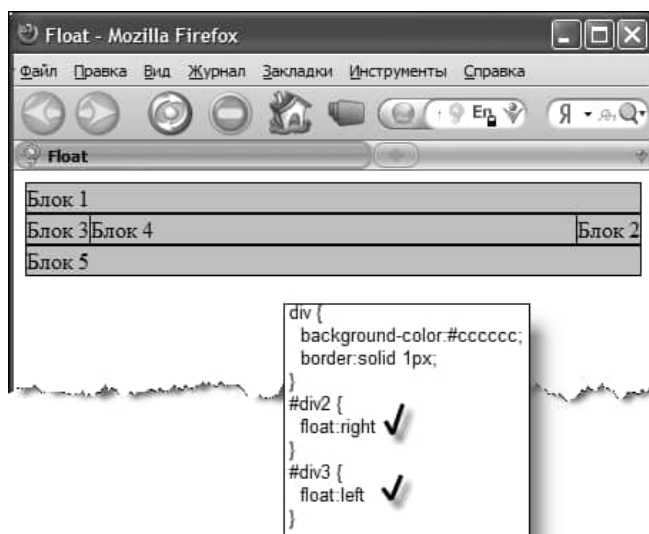 Float - Mozilla Firefox
Файл Правка Вид Журнал Закладки Инструменты Справка
En Я
Float
Блок 1
Блок 3 Блок 4 Блок 2
Блок 5
div {
background-color:#cccccc;
border:solid 1px;
}
#div2 {
float:right
}
#div3 {
float:left
}